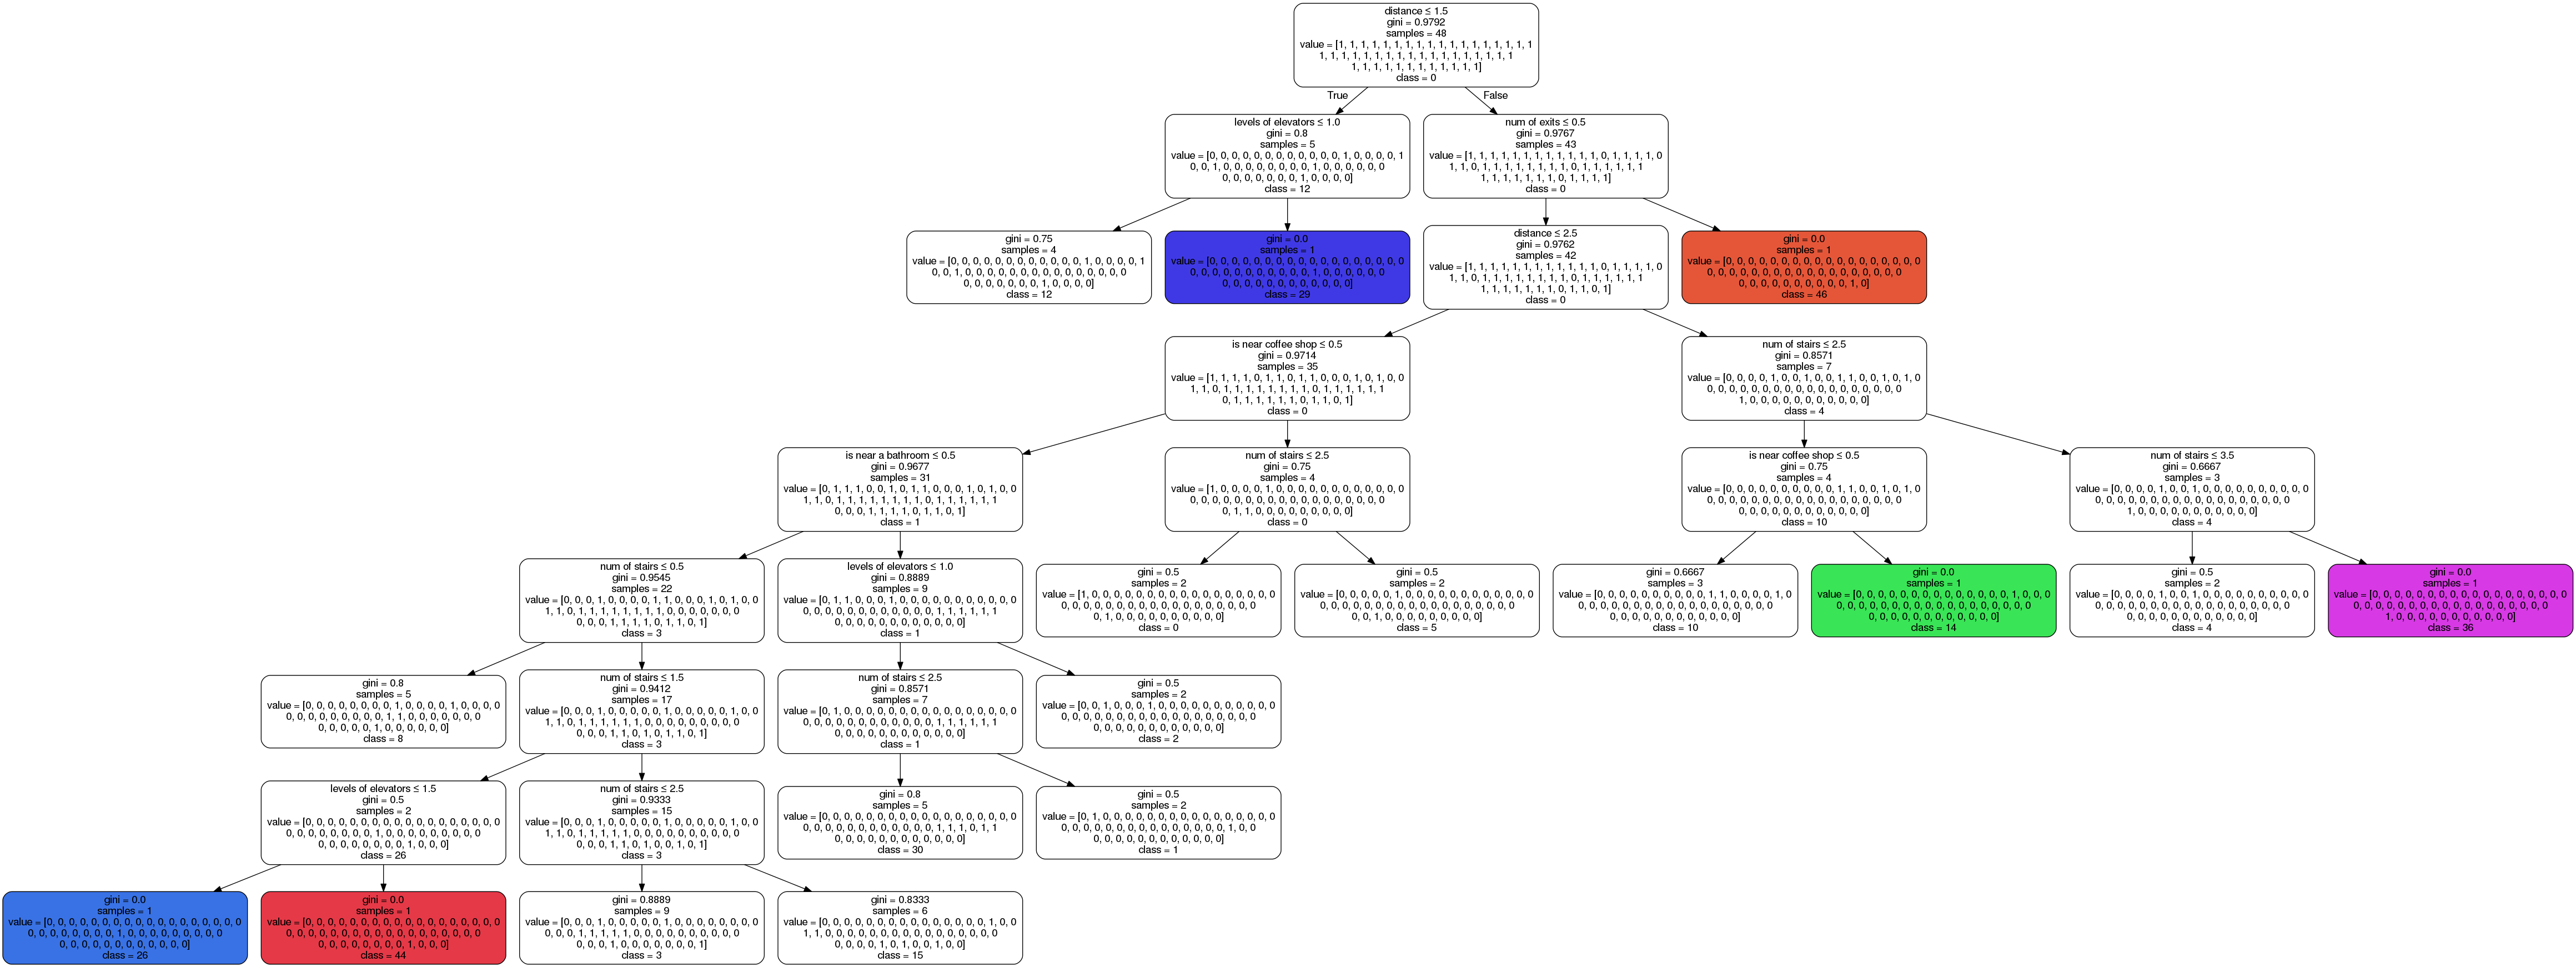 distance ≤ 1.5
gini = 0.9792
samples = 48
value = [1, 1, 1, 1, 1, 1, 1, 1, 1, 1, 1, 1, 1, 1, 1, 1, 1, 1
1, 1, 1, 1, 1, 1, 1, 1, 1, 1, 1, 1, 1, 1, 1, 1, 1, 1
1, 1, 1, 1, 1, 1, 1, 1, 1, 1, 1, 1]
class = 0
True
False
levels of elevators ≤ 1.0
gini = 0.8
samples = 5
value = [0, 0, 0, 0, 0, 0, 0, 0, 0, 0, 0, 0, 1, 0, 0, 0, 0, 1
0, 0, 1, 0, 0, 0, 0, 0, 0, 0, 0, 1, 0, 0, 0, 0, 0, 0
0, 0, 0, 0, 0, 0, 0, 1, 0, 0, 0, 0]
class = 12
num of exits ≤ 0.5
gini = 0.9767
samples = 43
value = [1, 1, 1, 1, 1, 1, 1, 1, 1, 1, 1, 1, 0, 1, 1, 1, 1, 0
1, 1, 0, 1, 1, 1, 1, 1, 1, 1, 1, 0, 1, 1, 1, 1, 1, 1
1, 1, 1, 1, 1, 1, 1, 0, 1, 1, 1, 1]
class = 0
gini = 0.75
samples = 4
value = [0, 0, 0, 0, 0, 0, 0, 0, 0, 0, 0, 0, 1, 0, 0, 0, 0, 1
0, 0, 1, 0, 0, 0, 0, 0, 0, 0, 0, 0, 0, 0, 0, 0, 0, 0
0, 0, 0, 0, 0, 0, 0, 1, 0, 0, 0, 0]
class = 12
gini = 0.0
samples = 1
value = [0, 0, 0, 0, 0, 0, 0, 0, 0, 0, 0, 0, 0, 0, 0, 0, 0, 0
0, 0, 0, 0, 0, 0, 0, 0, 0, 0, 0, 1, 0, 0, 0, 0, 0, 0
0, 0, 0, 0, 0, 0, 0, 0, 0, 0, 0, 0]
class = 29
distance ≤ 2.5
gini = 0.9762
samples = 42
value = [1, 1, 1, 1, 1, 1, 1, 1, 1, 1, 1, 1, 0, 1, 1, 1, 1, 0
1, 1, 0, 1, 1, 1, 1, 1, 1, 1, 1, 0, 1, 1, 1, 1, 1, 1
1, 1, 1, 1, 1, 1, 1, 0, 1, 1, 0, 1]
class = 0
gini = 0.0
samples = 1
value = [0, 0, 0, 0, 0, 0, 0, 0, 0, 0, 0, 0, 0, 0, 0, 0, 0, 0
0, 0, 0, 0, 0, 0, 0, 0, 0, 0, 0, 0, 0, 0, 0, 0, 0, 0
0, 0, 0, 0, 0, 0, 0, 0, 0, 0, 1, 0]
class = 46
is near coffee shop ≤ 0.5
gini = 0.9714
samples = 35
value = [1, 1, 1, 1, 0, 1, 1, 0, 1, 1, 0, 0, 0, 1, 0, 1, 0, 0
1, 1, 0, 1, 1, 1, 1, 1, 1, 1, 1, 0, 1, 1, 1, 1, 1, 1
0, 1, 1, 1, 1, 1, 1, 0, 1, 1, 0, 1]
class = 0
num of stairs ≤ 2.5
gini = 0.8571
samples = 7
value = [0, 0, 0, 0, 1, 0, 0, 1, 0, 0, 1, 1, 0, 0, 1, 0, 1, 0
0, 0, 0, 0, 0, 0, 0, 0, 0, 0, 0, 0, 0, 0, 0, 0, 0, 0
1, 0, 0, 0, 0, 0, 0, 0, 0, 0, 0, 0]
class = 4
is near a bathroom ≤ 0.5
gini = 0.9677
samples = 31
value = [0, 1, 1, 1, 0, 0, 1, 0, 1, 1, 0, 0, 0, 1, 0, 1, 0, 0
1, 1, 0, 1, 1, 1, 1, 1, 1, 1, 1, 0, 1, 1, 1, 1, 1, 1
0, 0, 0, 1, 1, 1, 1, 0, 1, 1, 0, 1]
class = 1
num of stairs ≤ 2.5
gini = 0.75
samples = 4
value = [1, 0, 0, 0, 0, 1, 0, 0, 0, 0, 0, 0, 0, 0, 0, 0, 0, 0
0, 0, 0, 0, 0, 0, 0, 0, 0, 0, 0, 0, 0, 0, 0, 0, 0, 0
0, 1, 1, 0, 0, 0, 0, 0, 0, 0, 0, 0]
class = 0
is near coffee shop ≤ 0.5
gini = 0.75
samples = 4
value = [0, 0, 0, 0, 0, 0, 0, 0, 0, 0, 1, 1, 0, 0, 1, 0, 1, 0
0, 0, 0, 0, 0, 0, 0, 0, 0, 0, 0, 0, 0, 0, 0, 0, 0, 0
0, 0, 0, 0, 0, 0, 0, 0, 0, 0, 0, 0]
class = 10
num of stairs ≤ 3.5
gini = 0.6667
samples = 3
value = [0, 0, 0, 0, 1, 0, 0, 1, 0, 0, 0, 0, 0, 0, 0, 0, 0, 0
0, 0, 0, 0, 0, 0, 0, 0, 0, 0, 0, 0, 0, 0, 0, 0, 0, 0
1, 0, 0, 0, 0, 0, 0, 0, 0, 0, 0, 0]
class = 4
num of stairs ≤ 0.5
gini = 0.9545
samples = 22
value = [0, 0, 0, 1, 0, 0, 0, 0, 1, 1, 0, 0, 0, 1, 0, 1, 0, 0
1, 1, 0, 1, 1, 1, 1, 1, 1, 1, 1, 0, 0, 0, 0, 0, 0, 0
0, 0, 0, 1, 1, 1, 1, 0, 1, 1, 0, 1]
class = 3
levels of elevators ≤ 1.0
gini = 0.8889
samples = 9
value = [0, 1, 1, 0, 0, 0, 1, 0, 0, 0, 0, 0, 0, 0, 0, 0, 0, 0
0, 0, 0, 0, 0, 0, 0, 0, 0, 0, 0, 0, 1, 1, 1, 1, 1, 1
0, 0, 0, 0, 0, 0, 0, 0, 0, 0, 0, 0]
class = 1
gini = 0.5
samples = 2
value = [1, 0, 0, 0, 0, 0, 0, 0, 0, 0, 0, 0, 0, 0, 0, 0, 0, 0
0, 0, 0, 0, 0, 0, 0, 0, 0, 0, 0, 0, 0, 0, 0, 0, 0, 0
0, 1, 0, 0, 0, 0, 0, 0, 0, 0, 0, 0]
class = 0
gini = 0.5
samples = 2
value = [0, 0, 0, 0, 0, 1, 0, 0, 0, 0, 0, 0, 0, 0, 0, 0, 0, 0
0, 0, 0, 0, 0, 0, 0, 0, 0, 0, 0, 0, 0, 0, 0, 0, 0, 0
0, 0, 1, 0, 0, 0, 0, 0, 0, 0, 0, 0]
class = 5
gini = 0.6667
samples = 3
value = [0, 0, 0, 0, 0, 0, 0, 0, 0, 0, 1, 1, 0, 0, 0, 0, 1, 0
0, 0, 0, 0, 0, 0, 0, 0, 0, 0, 0, 0, 0, 0, 0, 0, 0, 0
0, 0, 0, 0, 0, 0, 0, 0, 0, 0, 0, 0]
class = 10
gini = 0.0
samples = 1
value = [0, 0, 0, 0, 0, 0, 0, 0, 0, 0, 0, 0, 0, 0, 1, 0, 0, 0
0, 0, 0, 0, 0, 0, 0, 0, 0, 0, 0, 0, 0, 0, 0, 0, 0, 0
0, 0, 0, 0, 0, 0, 0, 0, 0, 0, 0, 0]
class = 14
gini = 0.5
samples = 2
value = [0, 0, 0, 0, 1, 0, 0, 1, 0, 0, 0, 0, 0, 0, 0, 0, 0, 0
0, 0, 0, 0, 0, 0, 0, 0, 0, 0, 0, 0, 0, 0, 0, 0, 0, 0
0, 0, 0, 0, 0, 0, 0, 0, 0, 0, 0, 0]
class = 4
gini = 0.0
samples = 1
value = [0, 0, 0, 0, 0, 0, 0, 0, 0, 0, 0, 0, 0, 0, 0, 0, 0, 0
0, 0, 0, 0, 0, 0, 0, 0, 0, 0, 0, 0, 0, 0, 0, 0, 0, 0
1, 0, 0, 0, 0, 0, 0, 0, 0, 0, 0, 0]
class = 36
gini = 0.8
samples = 5
value = [0, 0, 0, 0, 0, 0, 0, 0, 1, 0, 0, 0, 0, 1, 0, 0, 0, 0
0, 0, 0, 0, 0, 0, 0, 0, 0, 1, 1, 0, 0, 0, 0, 0, 0, 0
0, 0, 0, 0, 0, 1, 0, 0, 0, 0, 0, 0]
class = 8
num of stairs ≤ 1.5
gini = 0.9412
samples = 17
value = [0, 0, 0, 1, 0, 0, 0, 0, 0, 1, 0, 0, 0, 0, 0, 1, 0, 0
1, 1, 0, 1, 1, 1, 1, 1, 1, 0, 0, 0, 0, 0, 0, 0, 0, 0
0, 0, 0, 1, 1, 0, 1, 0, 1, 1, 0, 1]
class = 3
num of stairs ≤ 2.5
gini = 0.8571
samples = 7
value = [0, 1, 0, 0, 0, 0, 0, 0, 0, 0, 0, 0, 0, 0, 0, 0, 0, 0
0, 0, 0, 0, 0, 0, 0, 0, 0, 0, 0, 0, 1, 1, 1, 1, 1, 1
0, 0, 0, 0, 0, 0, 0, 0, 0, 0, 0, 0]
class = 1
gini = 0.5
samples = 2
value = [0, 0, 1, 0, 0, 0, 1, 0, 0, 0, 0, 0, 0, 0, 0, 0, 0, 0
0, 0, 0, 0, 0, 0, 0, 0, 0, 0, 0, 0, 0, 0, 0, 0, 0, 0
0, 0, 0, 0, 0, 0, 0, 0, 0, 0, 0, 0]
class = 2
levels of elevators ≤ 1.5
gini = 0.5
samples = 2
value = [0, 0, 0, 0, 0, 0, 0, 0, 0, 0, 0, 0, 0, 0, 0, 0, 0, 0
0, 0, 0, 0, 0, 0, 0, 0, 1, 0, 0, 0, 0, 0, 0, 0, 0, 0
0, 0, 0, 0, 0, 0, 0, 0, 1, 0, 0, 0]
class = 26
num of stairs ≤ 2.5
gini = 0.9333
samples = 15
value = [0, 0, 0, 1, 0, 0, 0, 0, 0, 1, 0, 0, 0, 0, 0, 1, 0, 0
1, 1, 0, 1, 1, 1, 1, 1, 0, 0, 0, 0, 0, 0, 0, 0, 0, 0
0, 0, 0, 1, 1, 0, 1, 0, 0, 1, 0, 1]
class = 3
gini = 0.8
samples = 5
value = [0, 0, 0, 0, 0, 0, 0, 0, 0, 0, 0, 0, 0, 0, 0, 0, 0, 0
0, 0, 0, 0, 0, 0, 0, 0, 0, 0, 0, 0, 1, 1, 1, 0, 1, 1
0, 0, 0, 0, 0, 0, 0, 0, 0, 0, 0, 0]
class = 30
gini = 0.5
samples = 2
value = [0, 1, 0, 0, 0, 0, 0, 0, 0, 0, 0, 0, 0, 0, 0, 0, 0, 0
0, 0, 0, 0, 0, 0, 0, 0, 0, 0, 0, 0, 0, 0, 0, 1, 0, 0
0, 0, 0, 0, 0, 0, 0, 0, 0, 0, 0, 0]
class = 1
gini = 0.0
samples = 1
value = [0, 0, 0, 0, 0, 0, 0, 0, 0, 0, 0, 0, 0, 0, 0, 0, 0, 0
0, 0, 0, 0, 0, 0, 0, 0, 1, 0, 0, 0, 0, 0, 0, 0, 0, 0
0, 0, 0, 0, 0, 0, 0, 0, 0, 0, 0, 0]
class = 26
gini = 0.0
samples = 1
value = [0, 0, 0, 0, 0, 0, 0, 0, 0, 0, 0, 0, 0, 0, 0, 0, 0, 0
0, 0, 0, 0, 0, 0, 0, 0, 0, 0, 0, 0, 0, 0, 0, 0, 0, 0
0, 0, 0, 0, 0, 0, 0, 0, 1, 0, 0, 0]
class = 44
gini = 0.8889
samples = 9
value = [0, 0, 0, 1, 0, 0, 0, 0, 0, 1, 0, 0, 0, 0, 0, 0, 0, 0
0, 0, 0, 1, 1, 1, 1, 1, 0, 0, 0, 0, 0, 0, 0, 0, 0, 0
0, 0, 0, 1, 0, 0, 0, 0, 0, 0, 0, 1]
class = 3
gini = 0.8333
samples = 6
value = [0, 0, 0, 0, 0, 0, 0, 0, 0, 0, 0, 0, 0, 0, 0, 1, 0, 0
1, 1, 0, 0, 0, 0, 0, 0, 0, 0, 0, 0, 0, 0, 0, 0, 0, 0
0, 0, 0, 0, 1, 0, 1, 0, 0, 1, 0, 0]
class = 15